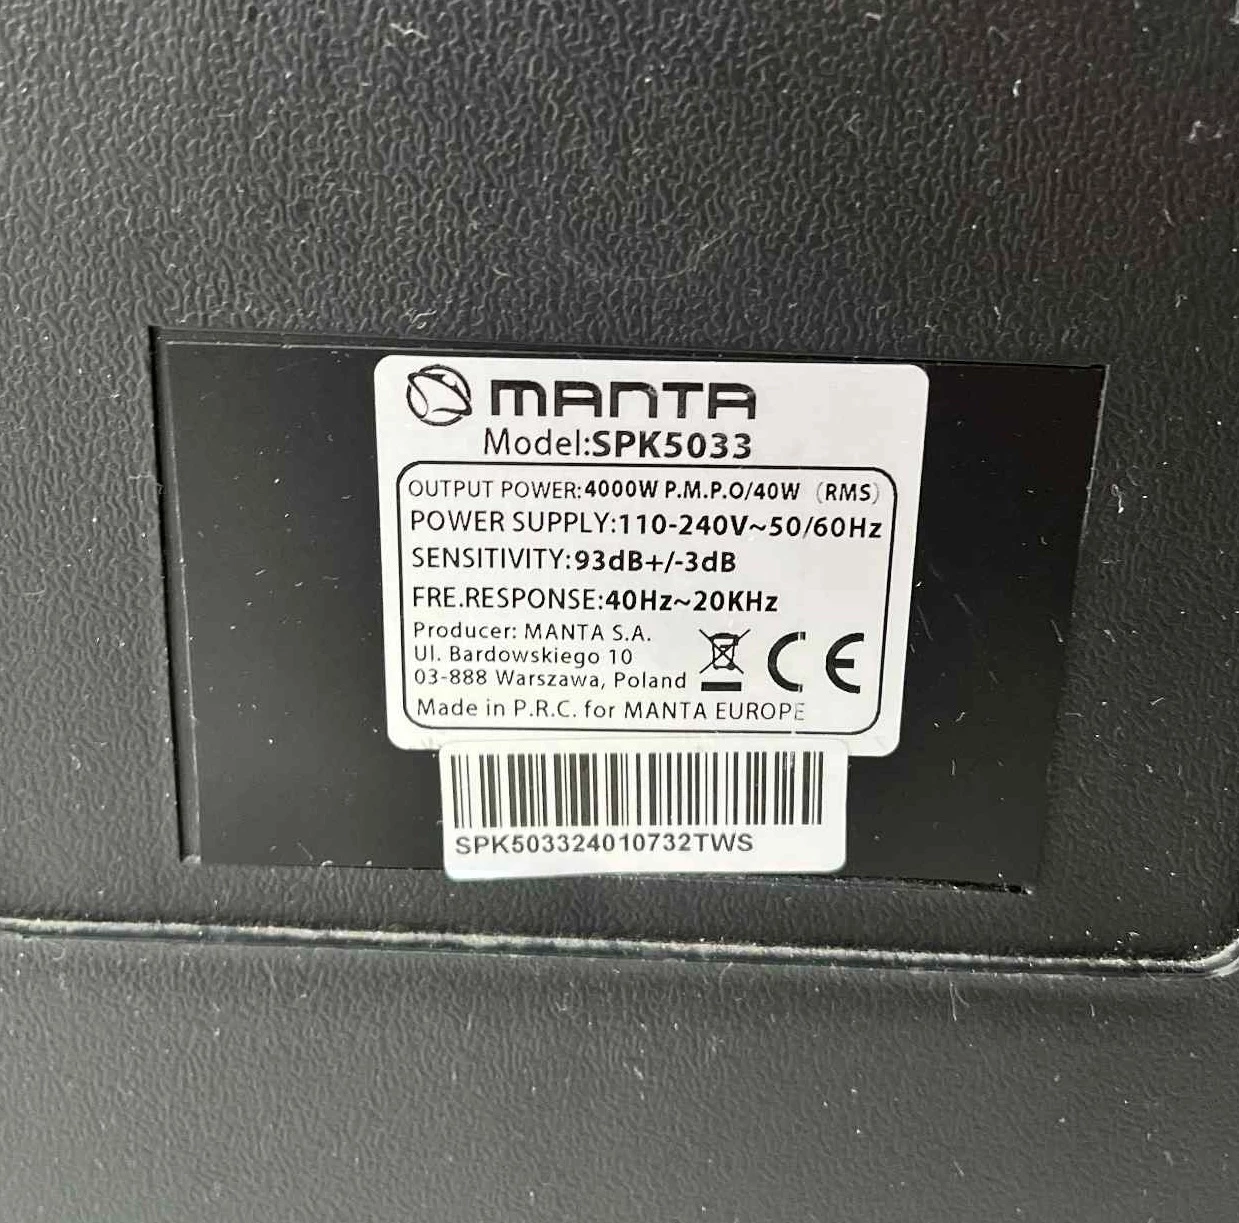 MANTA
Model:SPK5033
OUTPUT POWER:4000W P.M.P.O/40W (RMS)
POWER SUPPLY:110-240V~50/60Hz
SENSITIVITY:93dB+/-3dB
FRE.RESPONSE:40Hz~20KHz
Producer: MANTA S.A.
Ul. Bardowskiego 10
03-888 Warszawa, Poland
CE
Made in P.R.C. for MANTA EUROPE
SPK503324010732TWS